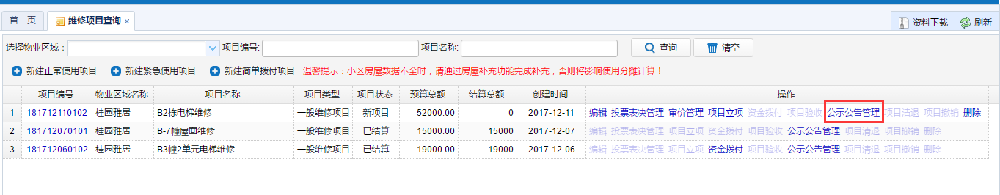 首 页 维修项目查询 × 资料下载 刷新
选择物业区域： 项目编号: 项目名称: 查询 清空
新建正常使用项目 新建紧急使用项目 新建简单拨付项目 温馨提示：小区房屋数据不全时，请通过房屋补充功能完成补充，否则将影响使用分摊计算！
项目编号 物业区域名称 项目名称 项目类型 项目状态 预算总额 结算总额 创建时间 操作
1 181712110102 桂园雅居 B2栋电梯维修 一般维修项目 新项目 52000.00 0 2017-12-11 编辑 投票表决管理 审价管理 项目立项 资金拨付 项目验收 公示公告管理 项目清退 项目撤销 删除
2 181712070101 桂园雅居 B-7幢屋面维修 一般维修项目 已结算 15000.00 15000 2017-12-07 编辑 投票表决管理 项目立项 资金拨付 项目验收 公示公告管理 项目清退 项目撤销 删除
3 181712060102 桂园雅居 B3幢2单元电梯维修 一般维修项目 已结算 19000.00 19000 2017-12-06 编辑 投票表决管理 项目立项 资金拨付 项目验收 公示公告管理 项目清退 项目撤销 删除